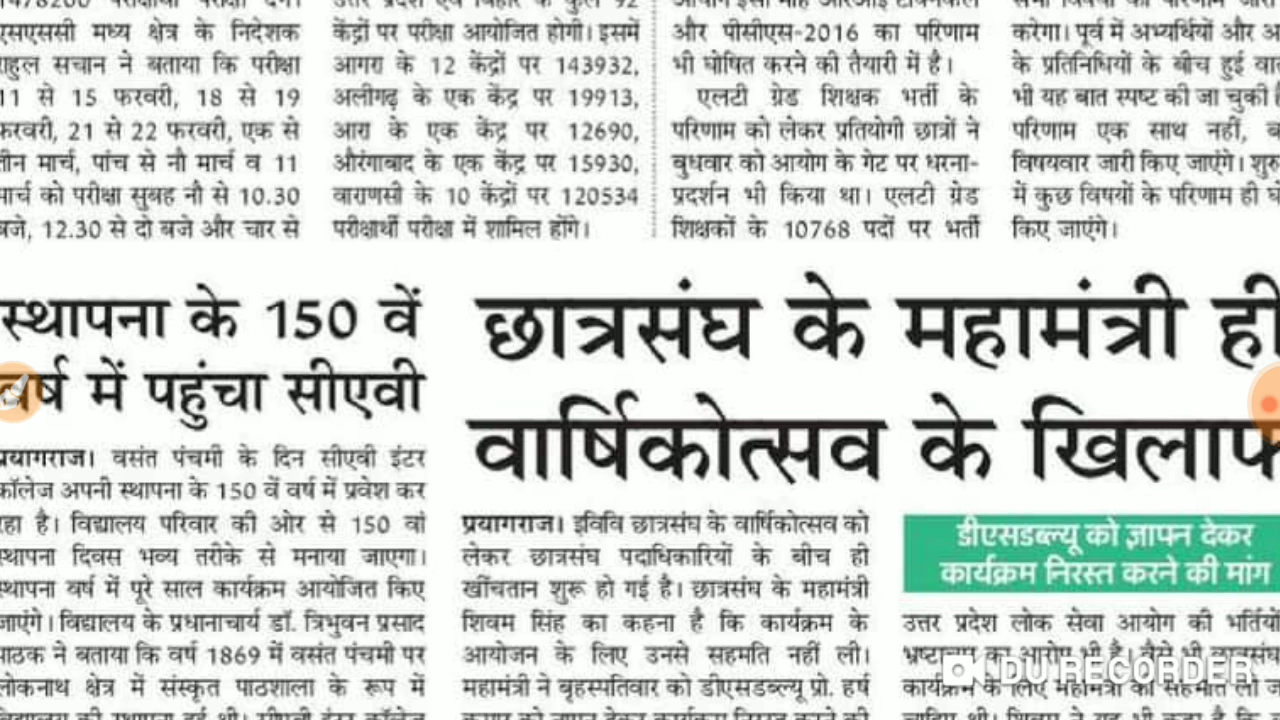 एसएससी मध्य क्षेत्र के निदेशक
राहुल सचान ने बताया कि परीक्षा
11 से 15 फरवरी, 18 से 19
फरवरी, 21 से 22 फरवरी, एक से
तीन मार्च, पांच से नौ मार्च व 11
मार्च को परीक्षा सुबह नौ से 10.30
बजे, 12.30 से दो बजे और चार से
केंद्रों पर परीक्षा आयोजित होगी। इसमें
आगरा के 12 केंद्रों पर 143932,
अलीगढ़ के एक केंद्र पर 19913,
आरा के एक केंद्र पर 12690,
औरंगाबाद के एक केंद्र पर 15930,
वाराणसी के 10 केंद्रों पर 120534
परीक्षार्थी परीक्षा में शामिल होंगे।
और पीसीएस-2016 का परिणाम
भी घोषित करने की तैयारी में है।
एलटी ग्रेड शिक्षक भर्ती के
परिणाम को लेकर प्रतियोगी छात्रों ने
बुधवार को आयोग के गेट पर धरना-
प्रदर्शन भी किया था। एलटी ग्रेड
शिक्षकों के 10768 पदों पर भर्ती
करेगा। पूर्व में अभ्यर्थियों और
के प्रतिनिधियों के बीच हुई
भी यह बात स्पष्ट की जा चुकी
परिणाम एक साथ नहीं,
विषयवार जारी किए जाएंगे।
में कुछ विषयों के परिणाम ही
किए जाएंगे।
स्थापना के 150 वें
वर्ष में पहुंचा सीएवी
प्रयागराज। वसंत पंचमी के दिन सीएवी इंटर
कॉलेज अपनी स्थापना के 150 वें वर्ष में प्रवेश कर
रहा है। विद्यालय परिवार की ओर से 150 वां
स्थापना दिवस भव्य तरीके से मनाया जाएगा।
स्थापना वर्ष में पूरे साल कार्यक्रम आयोजित किए
जाएंगे। विद्यालय के प्रधानाचार्य डॉ. त्रिभुवन प्रसाद
पाठक ने बताया कि वर्ष 1869 में वसंत पंचमी पर
लोकनाथ क्षेत्र में संस्कृत पाठशाला के रूप में
छात्रसंघ के महामंत्री ही
वार्षिकोत्सव के खिलाफ
प्रयागराज। इविवि छात्रसंघ के वार्षिकोत्सव को
लेकर छात्रसंघ पदाधिकारियों के बीच ही
खींचतान शुरू हो गई है। छात्रसंघ के महामंत्री
शिवम सिंह का कहना है कि कार्यक्रम के
आयोजन के लिए उनसे सहमति नहीं ली।
महामंत्री ने बृहस्पतिवार को डीएसडब्ल्यू प्रो. हर्ष
डीएसडब्ल्यू को ज्ञापन देकर
कार्यक्रम निरस्त करने की मांग
उत्तर प्रदेश लोक सेवा आयोग की भर्तियों
भ्रष्टाचार का आरोप भी है। वैसे भी छात्रसंघ
कार्यक्रम के लिए महामंत्री की सहमति ली
DU RECORDER